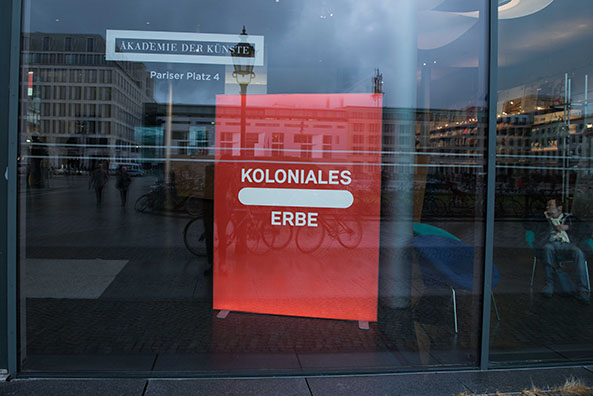 AKADEMIE DER KÜNSTE
Pariser Platz 4
KOLONIALES
ERBE